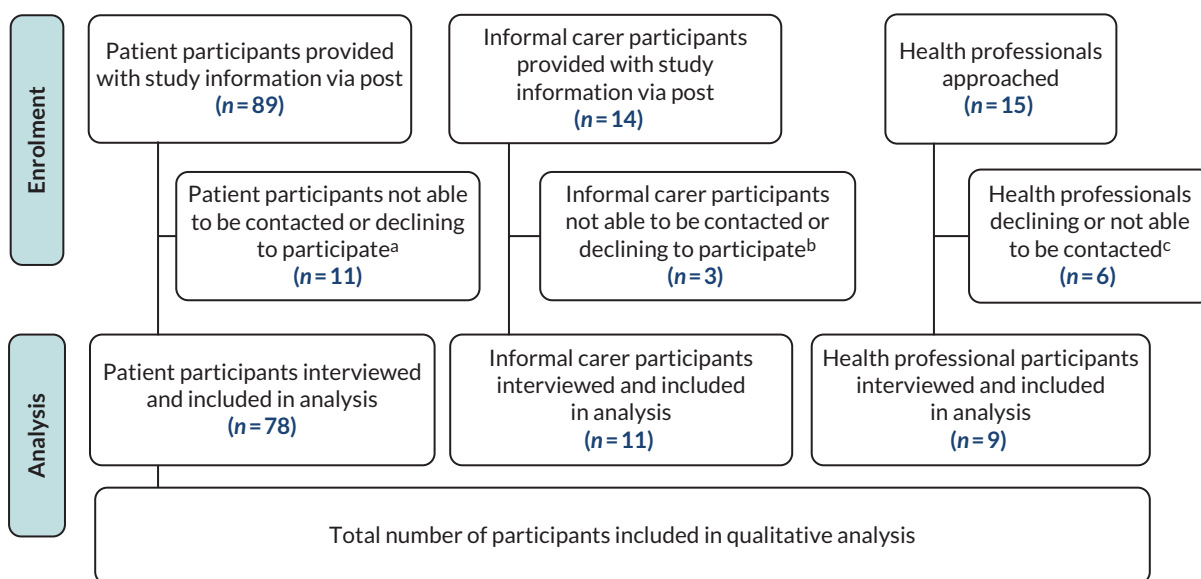 Enrolment
Patient participants provided
with study information via post
(n=89)
Informal carer participants
provided with study
information via post
(n=14)
Health professionals
approached
(n=15)
Patient participants not able
to be contacted or declining
to participateᵃ
(n=11)
Informal carer participants
not able to be contacted or
declining to participateᵇ
(n=3)
Health professionals
declining or not able
to be contactedᶜ
(n=6)
Analysis
Patient participants interviewed
and included in analysis
(n=78)
Informal carer participants
interviewed and included
in analysis
(n=11)
Health professional participants
interviewed and included
in analysis
(n=9)
Total number of participants included in qualitative analysis